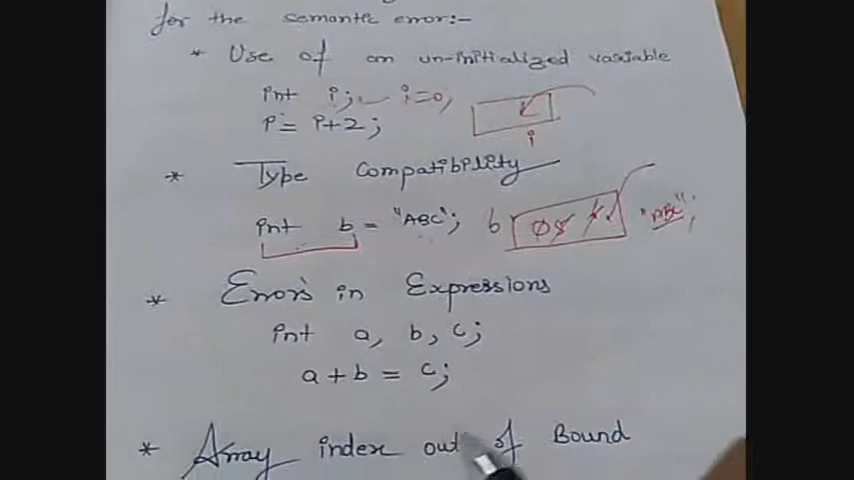 for the semantic error:-
* Use of an un-initialized variable
int i; i=0,
i = i+2;
i
* Type Compatibility
int b = "ABC"; b "ABC";
* Errors in Expressions
int a, b, c;
a + b = c;
* Array index out of Bound